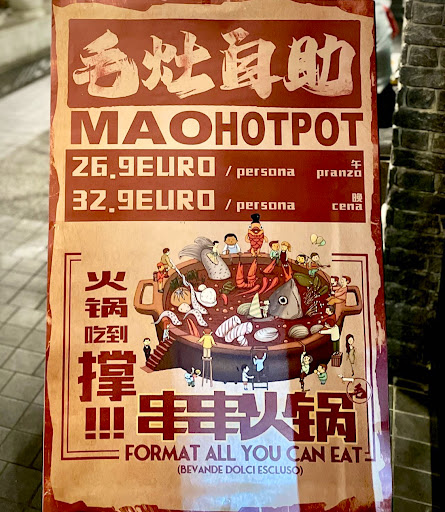 毛灶自助
MAOHOTPOT
26.9EURO / persona 午 pranzo
32.9EURO / persona 晚 cena
火锅吃到撑!!!
串串火锅
FORMAT ALL YOU CAN EAT
(BEVANDE DOLCI ESCLUSO)